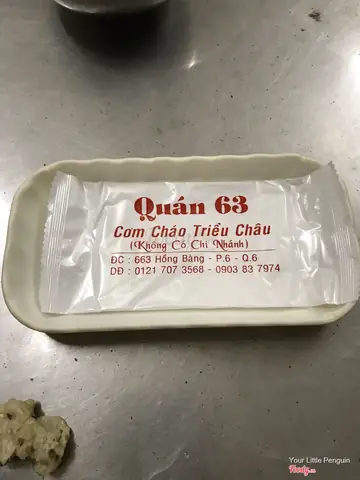 Quán 63
Cơm Cháo Triều Châu
(Không Có Chi Nhánh)
ĐC : 663 Hồng Bàng - P.6 - Q.6
DĐ : 0121 707 3568 - 0903 83 7974
Your Little Penguin
Foody.vn